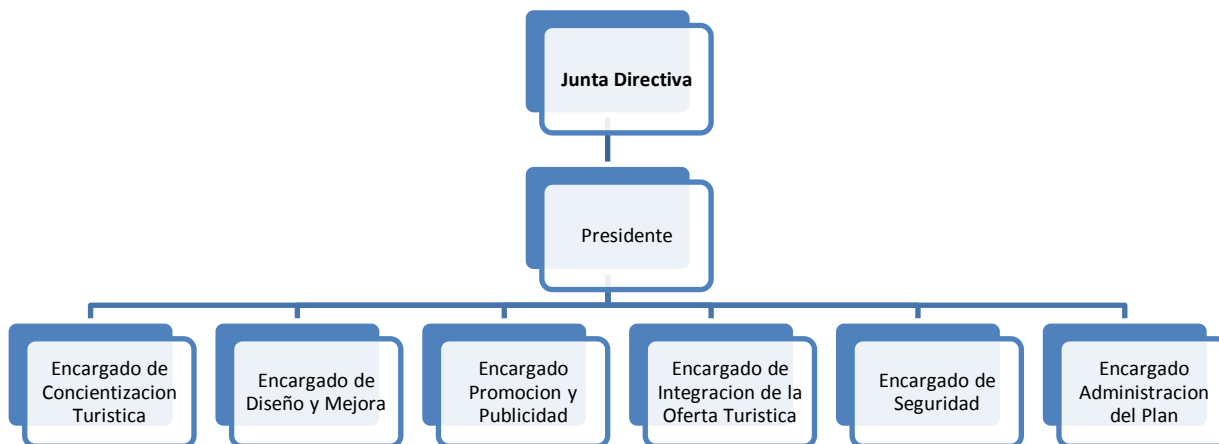 Junta Directiva
Presidente
Encargado de
Concientizacion
Turistica
Encargado de
Diseño y Mejora
Encargado
Promocion y
Publicidad
Encargado de
Integracion de la
Oferta Turistica
Encargado de
Seguridad
Encargado
Administracion
del Plan